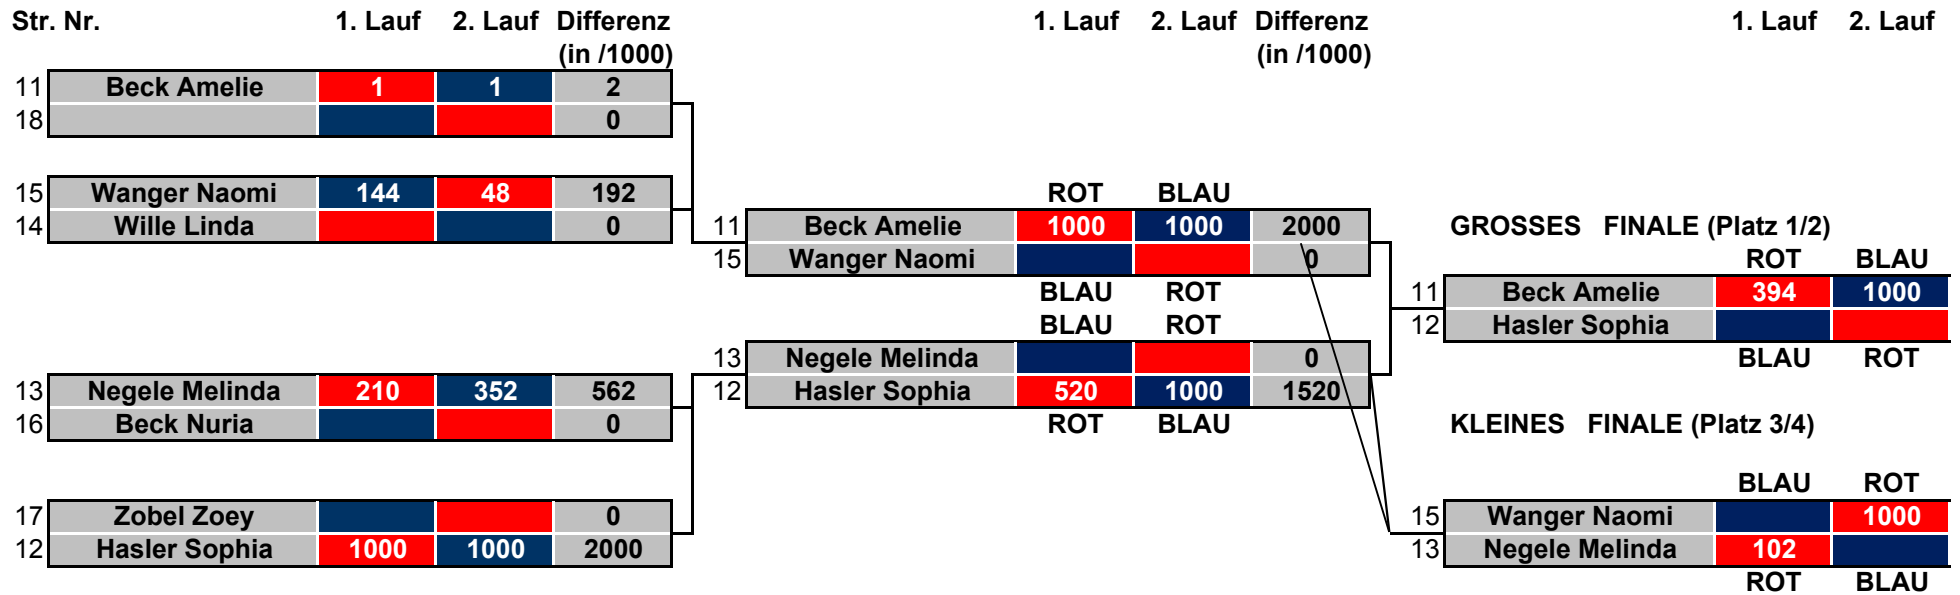 Str. Nr. 1. Lauf 2. Lauf Differenz 1. Lauf 2. Lauf Differenz 1. Lauf 2. Lauf
(in /1000) (in /1000)
11 Beck Amelie 1 1 2
18 0
15 Wanger Naomi 144 48 192 ROT BLAU
14 Wille Linda 0 11 Beck Amelie 1000 1000 2000 GROSSES FINALE (Platz 1/2)
15 Wanger Naomi 0 ROT BLAU
BLAU ROT 11 Beck Amelie 394 1000
BLAU ROT 12 Hasler Sophia
13 Negele Melinda 0 BLAU ROT
13 Negele Melinda 210 352 562 12 Hasler Sophia 520 1000 1520
16 Beck Nuria 0 ROT BLAU KLEINES FINALE (Platz 3/4)
BLAU ROT
17 Zobel Zoey 0 15 Wanger Naomi 1000
12 Hasler Sophia 1000 1000 2000 13 Negele Melinda 102
ROT BLAU